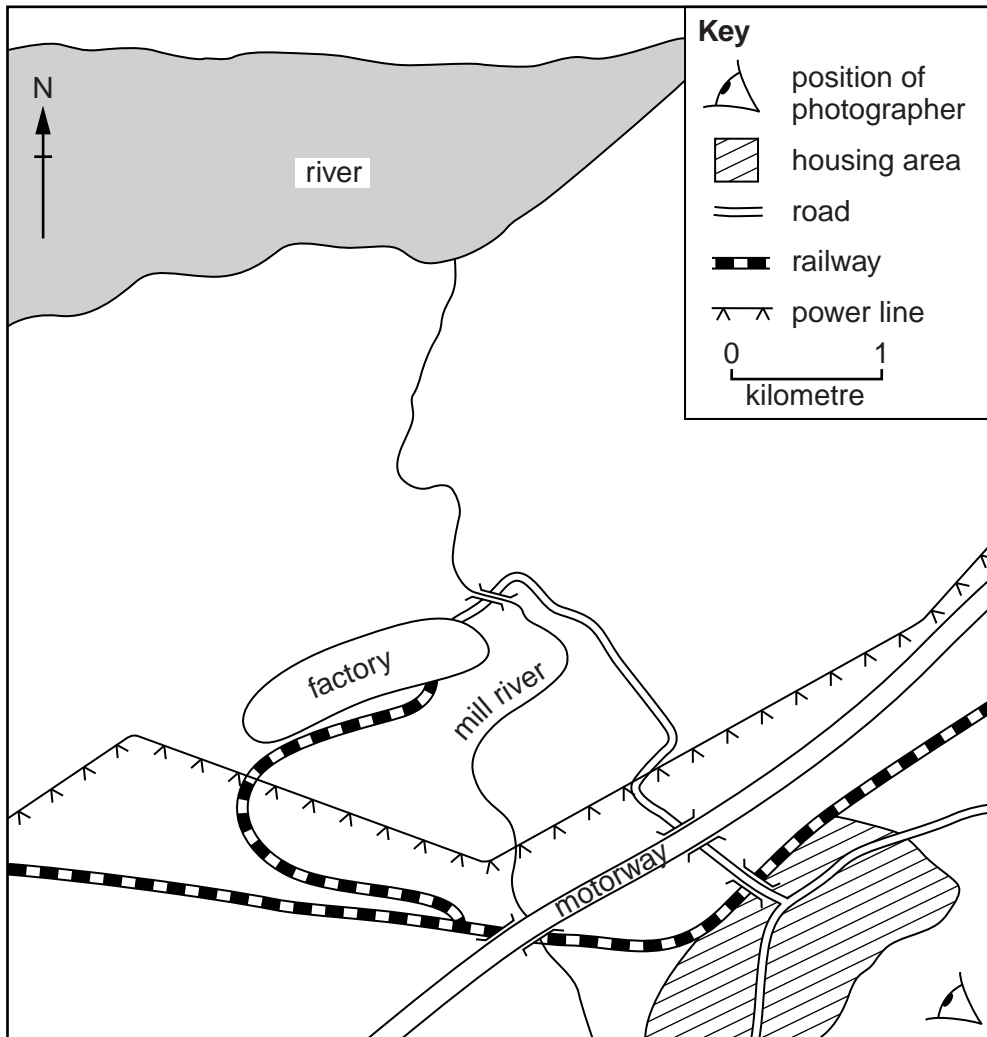 Key
position of
photographer
housing area
road
railway
power line
0 1
kilometre
N
river
factory
mill river
motorway